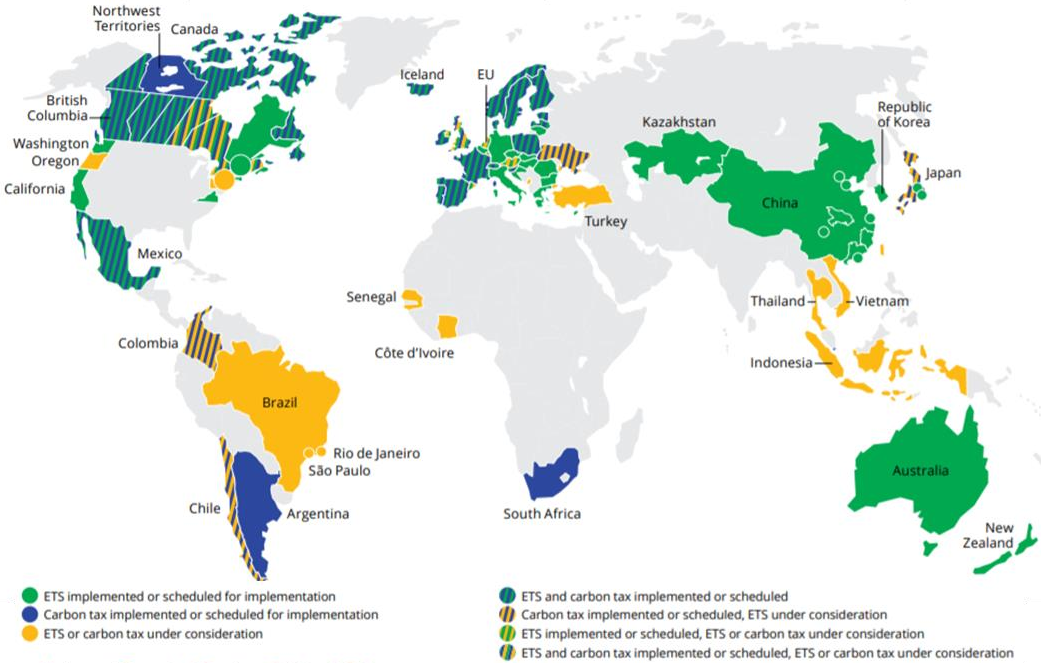 Northwest
Territories
Canada
British
Columbia
Washington
Oregon
California
Mexico
Colombia
Brazil
Rio de Janeiro
São Paulo
Chile
Argentina
Iceland
EU
Turkey
Senegal
Côte d'Ivoire
South Africa
Kazakhstan
Republic
of Korea
Japan
China
Thailand
Vietnam
Indonesia
Australia
New
Zealand
ETS implemented or scheduled for implementation
Carbon tax implemented or scheduled for implementation
ETS or carbon tax under consideration
ETS and carbon tax implemented or scheduled
Carbon tax implemented or scheduled, ETS under consideration
ETS implemented or scheduled, ETS or carbon tax under consideration
ETS and carbon tax implemented or scheduled, ETS or carbon tax under consideration